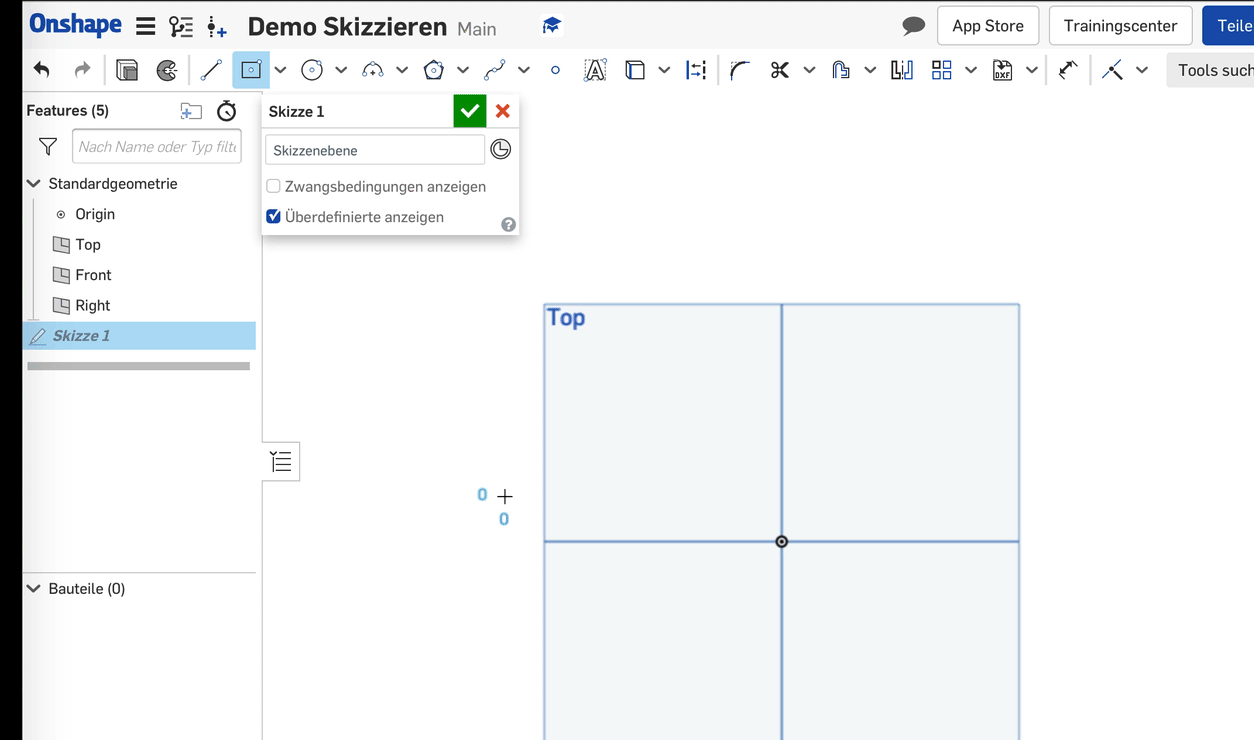 Onshape Demo Skizzieren Main App Store Trainingscenter Teile
DXF Tools such
Features (5)
Nach Name oder Typ filt
Standardgeometrie
Origin
Top
Front
Right
Skizze 1
Bauteile (0)
Skizze 1
Skizzenebene
Zwangsbedingungen anzeigen
Überdefinierte anzeigen
?
Top
0
0